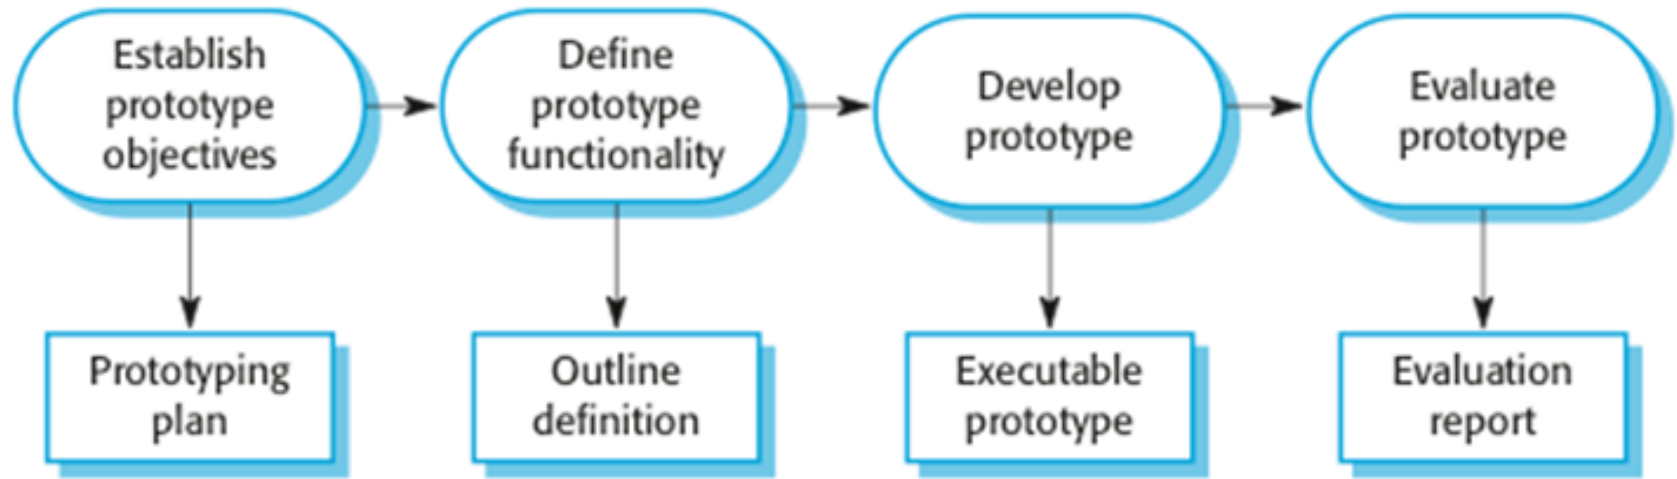 Establish
prototype
objectives
Define
prototype
functionality
Develop
prototype
Evaluate
prototype
Prototyping
plan
Outline
definition
Executable
prototype
Evaluation
report